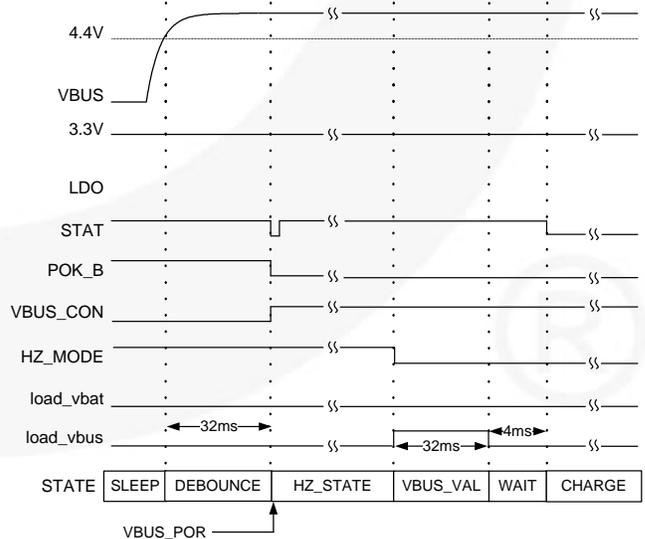 4.4V
VBUS
3.3V
LDO
STAT
POK_B
VBUS_CON
HZ_MODE
load_vbat
load_vbus
32ms
32ms
4ms
STATE SLEEP DEBOUNCE HZ_STATE VBUS_VAL WAIT CHARGE
VBUS_POR
®